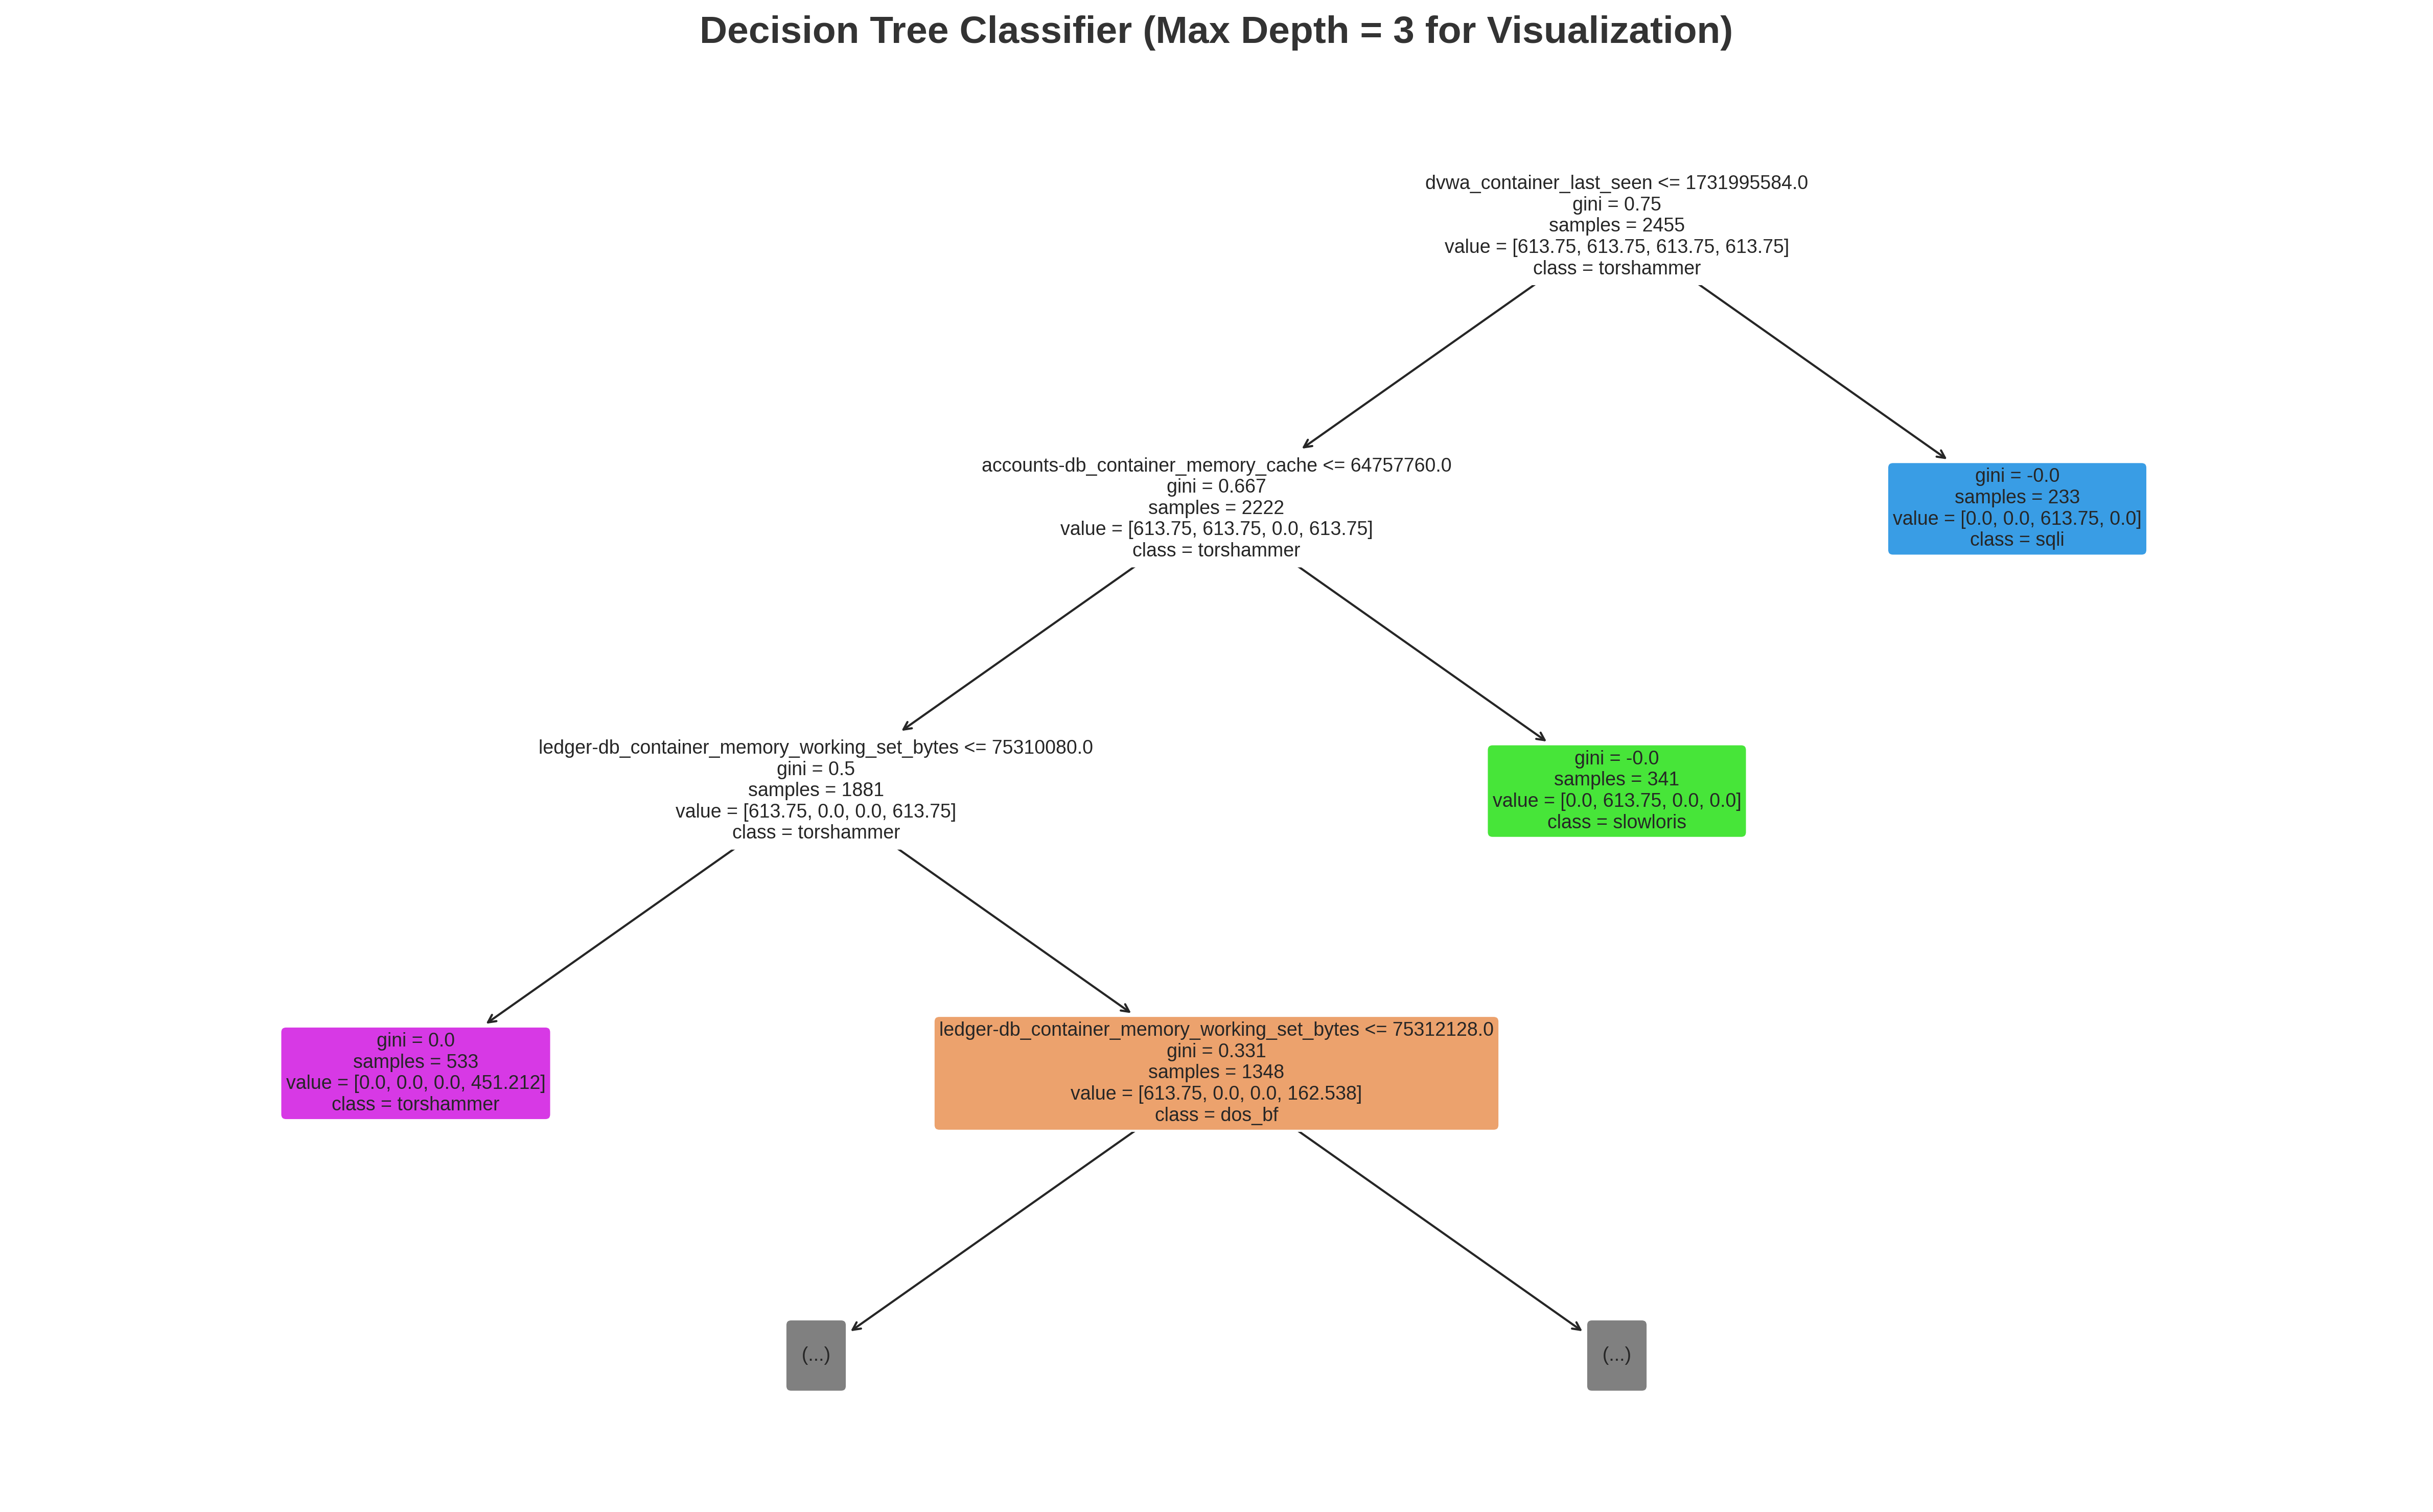 Decision Tree Classifier (Max Depth = 3 for Visualization)
dvwa_container_last_seen <= 1731995584.0
gini = 0.75
samples = 2455
value = [613.75, 613.75, 613.75, 613.75]
class = torshammer
accounts-db_container_memory_cache <= 64757760.0
gini = 0.667
samples = 2222
value = [613.75, 613.75, 0.0, 613.75]
class = torshammer
gini = -0.0
samples = 233
value = [0.0, 0.0, 613.75, 0.0]
class = sqli
ledger-db_container_memory_working_set_bytes <= 75310080.0
gini = 0.5
samples = 1881
value = [613.75, 0.0, 0.0, 613.75]
class = torshammer
gini = -0.0
samples = 341
value = [0.0, 613.75, 0.0, 0.0]
class = slowloris
gini = 0.0
samples = 533
value = [0.0, 0.0, 0.0, 451.212]
class = torshammer
ledger-db_container_memory_working_set_bytes <= 75312128.0
gini = 0.331
samples = 1348
value = [613.75, 0.0, 0.0, 162.538]
class = dos_bf
(...)
(...)